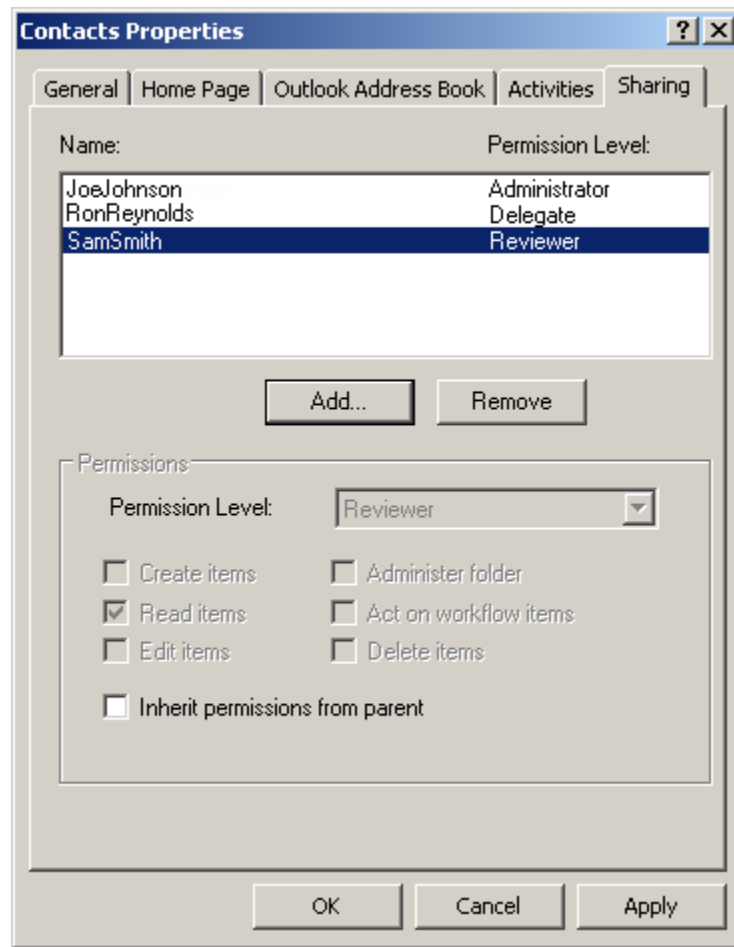 Contacts Properties
General Home Page Outlook Address Book Activities Sharing
Name: Permission Level:
JoeJohnson Administrator
RonReynolds Delegate
SamSmith Reviewer
Add... Remove
Permissions
Permission Level: Reviewer
Create items Administer folder
Read items Act on workflow items
Edit items Delete items
Inherit permissions from parent
OK Cancel Apply